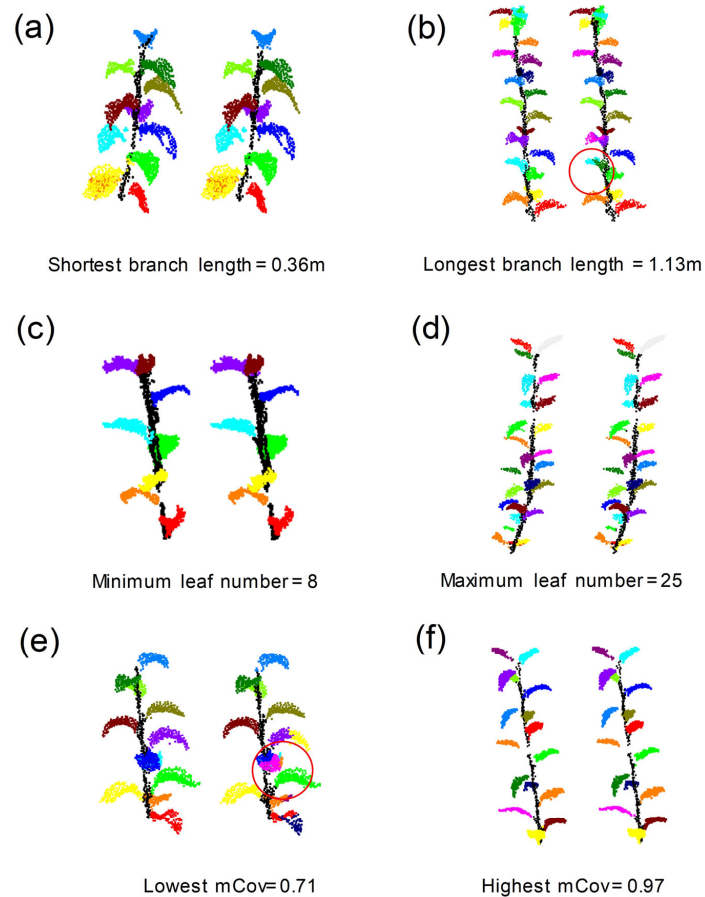 (a)
(b)
Shortest branch length = 0.36m
Longest branch length = 1.13m
(c)
(d)
Minimum leaf number = 8
Maximum leaf number = 25
(e)
(f)
Lowest mCov= 0.71
Highest mCov= 0.97